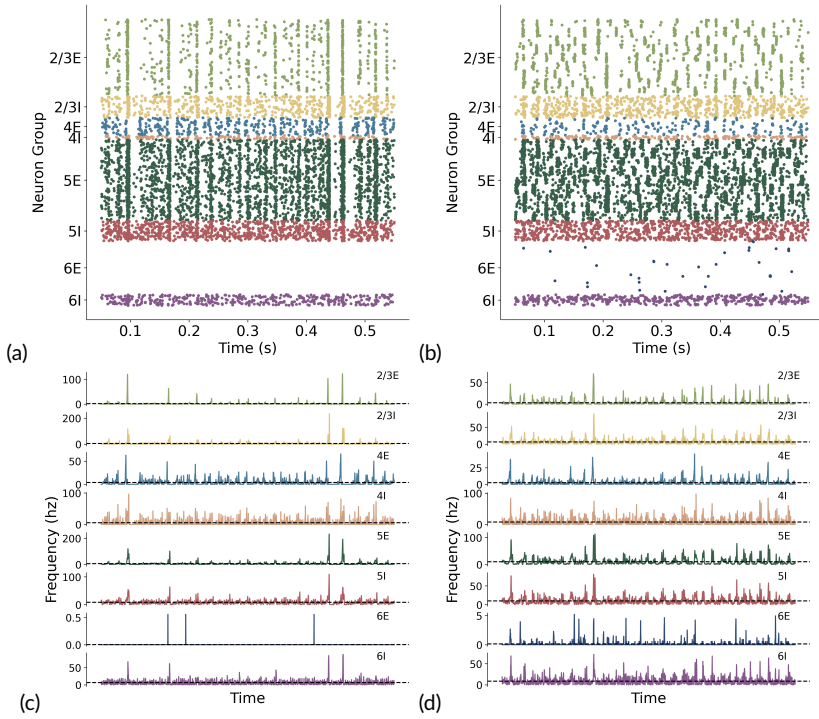 Neuron Group
2/3E
2/3I
4E
4I
5E
5I
6E
6I
0.1 0.2 0.3 0.4 0.5
Time (s)
(a)
Neuron Group
2/3E
2/3I
4E
4I
5E
5I
6E
6I
0.1 0.2 0.3 0.4 0.5
Time (s)
(b)
Frequency (hz)
2/3E
100
0
2/3I
200
0
4E
50
0
4I
100
0
5E
200
0
5I
100
0
6E
0.5
0.0
6I
50
0
Time
(c)
Frequency (hz)
2/3E
50
0
2/3I
50
0
4E
25
0
4I
100
0
5E
100
0
5I
50
0
6E
5
0
6I
50
0
Time
(d)